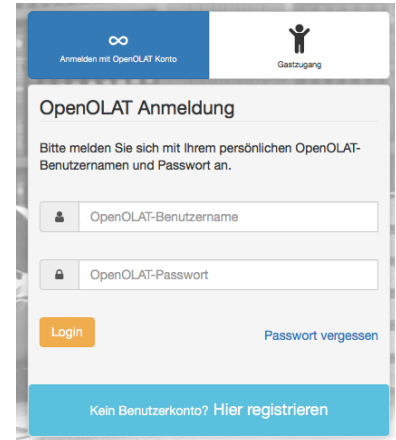 Anmelden mit OpenOLAT Konto
Gastzugang
OpenOLAT Anmeldung
Bitte melden Sie sich mit Ihrem persönlichen OpenOLAT-
Benutzernamen und Passwort an.
OpenOLAT-Benutzername
OpenOLAT-Passwort
Login
Passwort vergessen
Kein Benutzerkonto? Hier registrieren